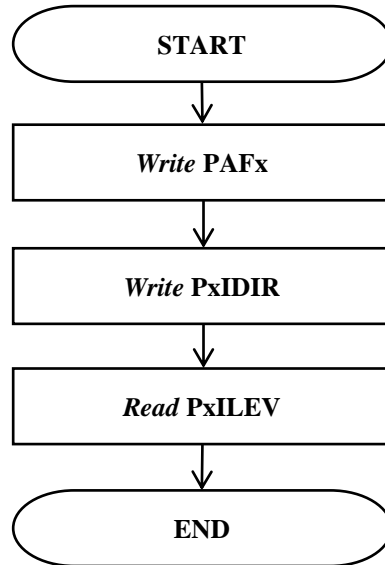 START
Write PAFx
Write PxIDIR
Read PxILEV
END